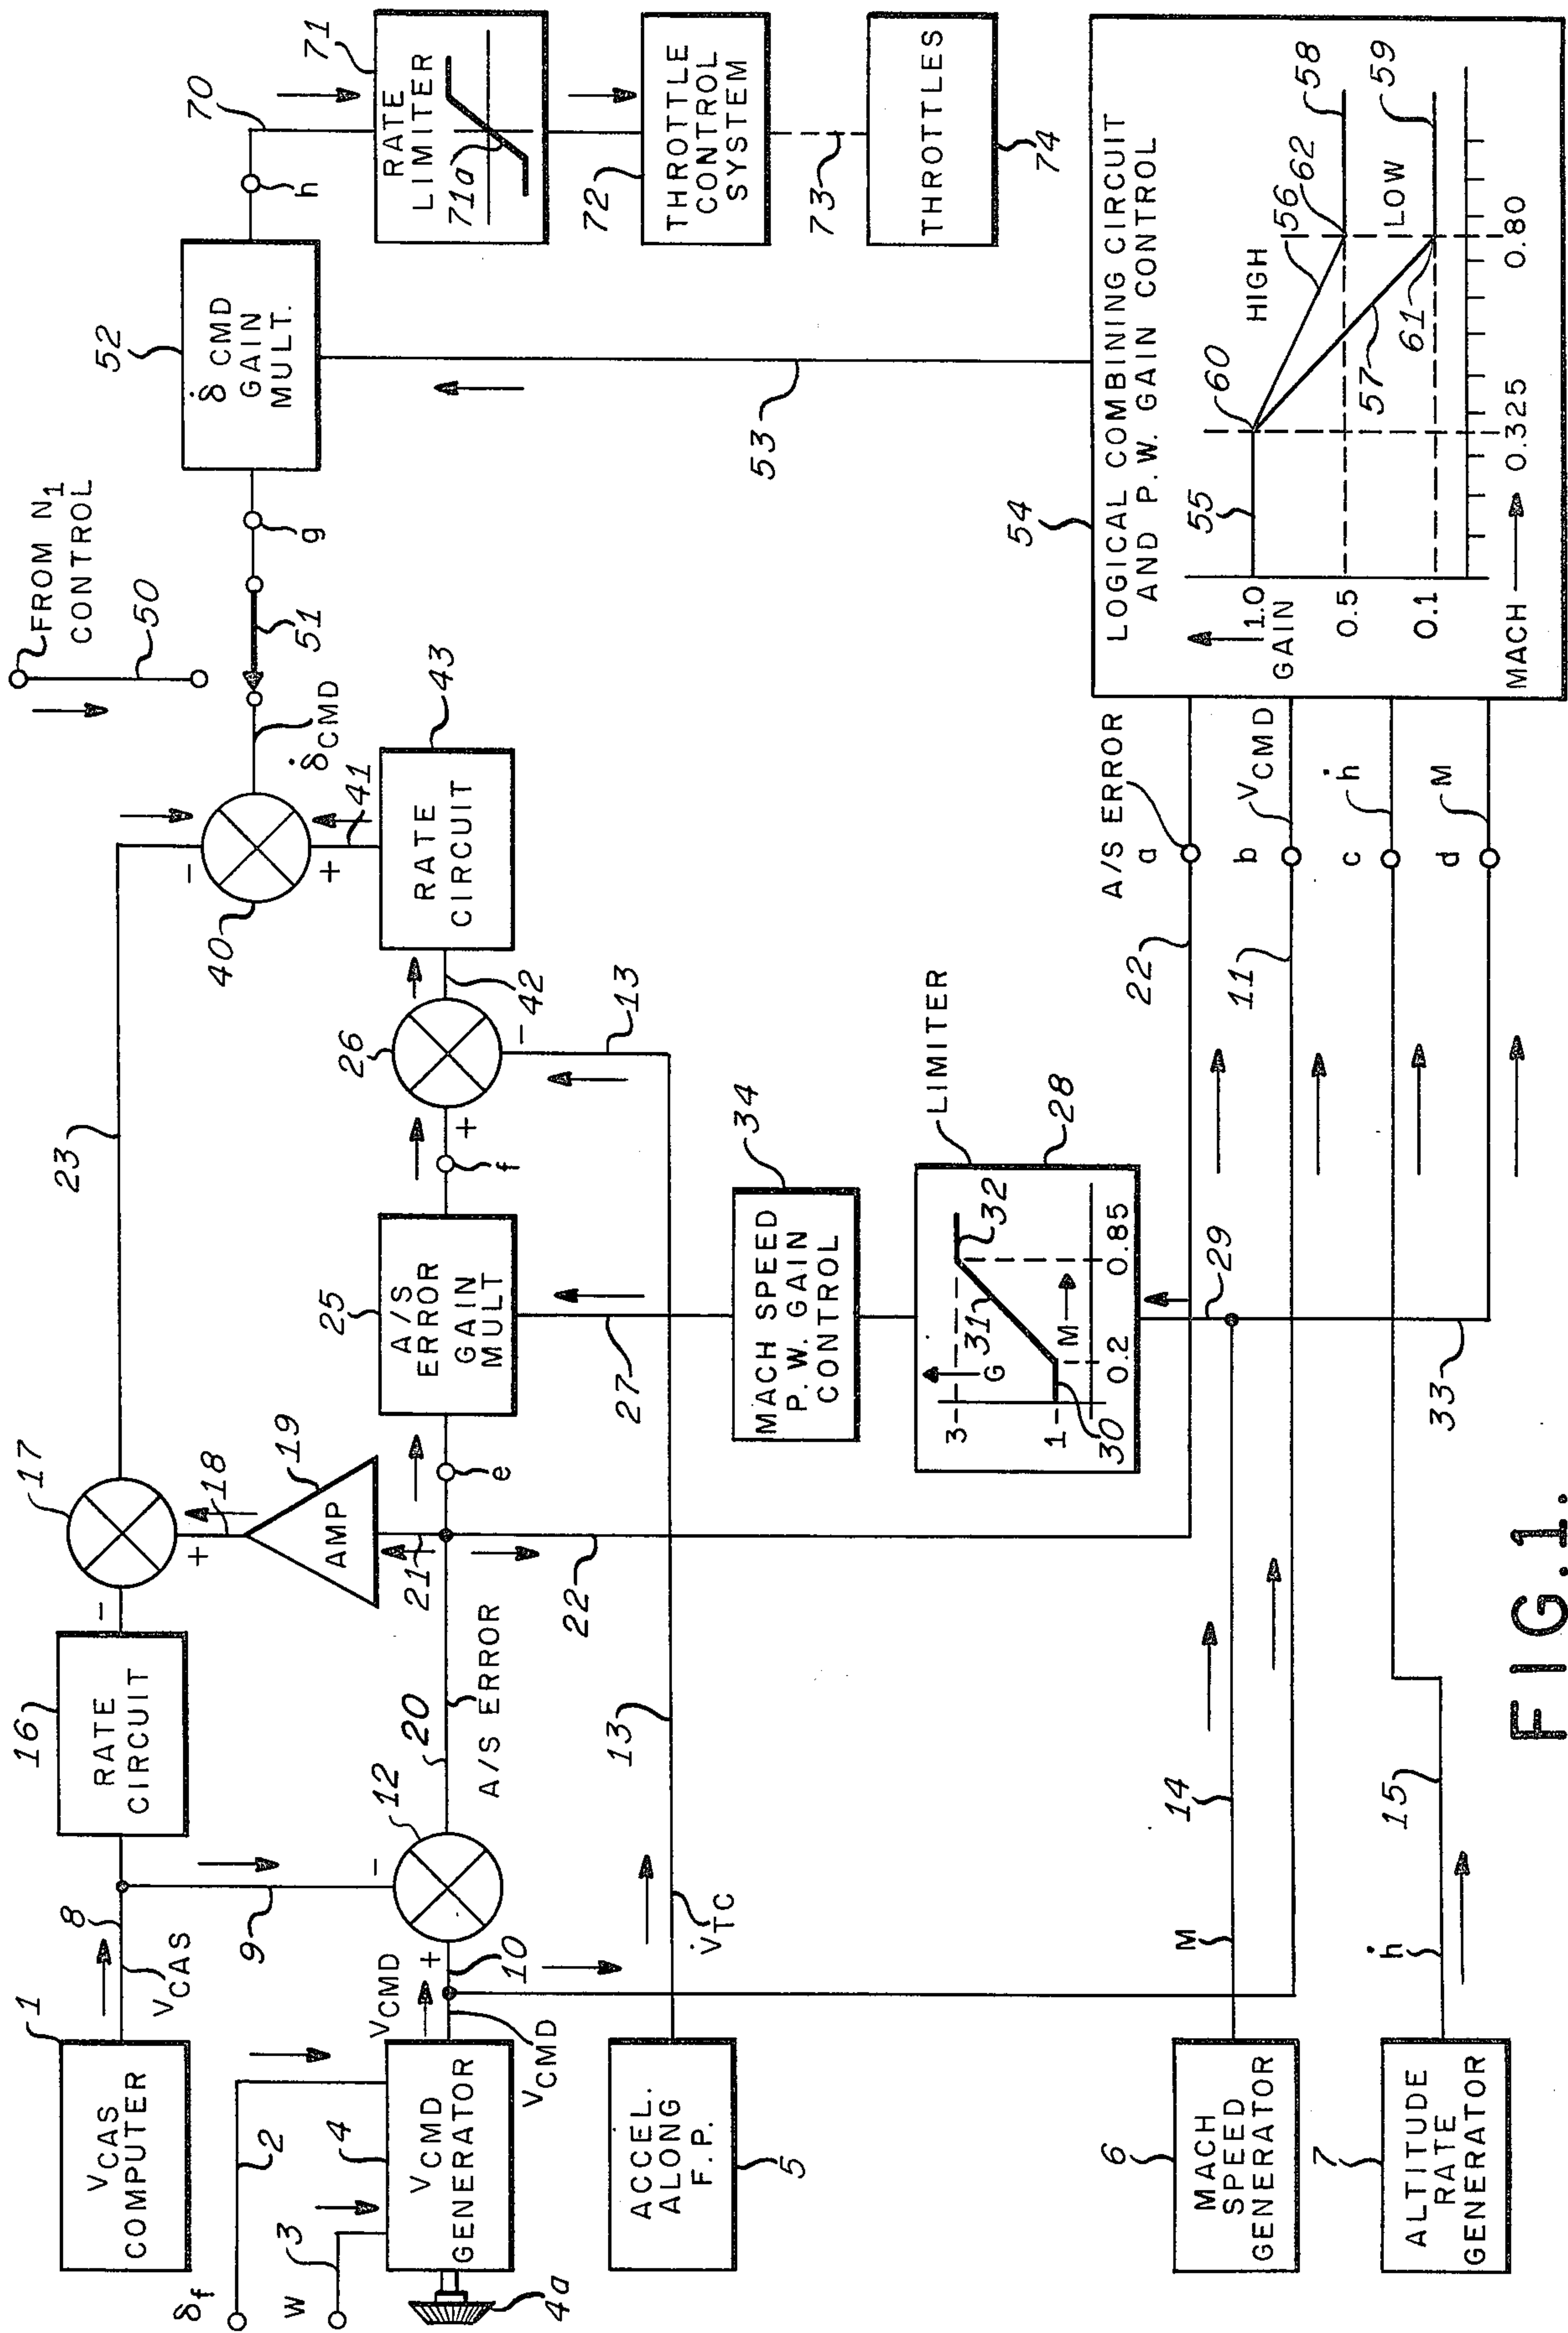 1
VCAS
COMPUTER
8
VCAS
16
RATE
CIRCUIT
17
-
+
18
19
AMP
23
9
δf
2
W
3
4
VCMD
GENERATOR
4a
VCMD
VCMD
+
10
-
12
20
A/S ERROR
21
22
e
25
A/S
ERROR
GAIN
MULT
f
+
26
-
42
13
43
RATE
CIRCUIT
41
+
-
40
δ̇CMD
51
FROM N1
CONTROL
50
g
52
δ̇ CMD
GAIN
MULT.
h
70
71
RATE
LIMITER
71a
72
THROTTLE
CONTROL
SYSTEM
73
THROTTLES
74
53
ACCEL.
ALONG
F.P.
5
V̇TC
13
27
34
MACH SPEED
P.W. GAIN
CONTROL
LIMITER
28
3
1
G
M
30
31
32
0.2
0.85
29
33
6
MACH
SPEED
GENERATOR
M
14
7
ALTITUDE
RATE
GENERATOR
ḣ
15
22
A/S ERROR
a
11
b
VCMD
c
ḣ
d
M
54
LOGICAL COMBINING CIRCUIT
AND P. W. GAIN CONTROL
1.0
GAIN
0.5
0.1
55
60
HIGH
56
62
58
57
61
LOW
59
MACH
0.325
0.80
FIG.1.